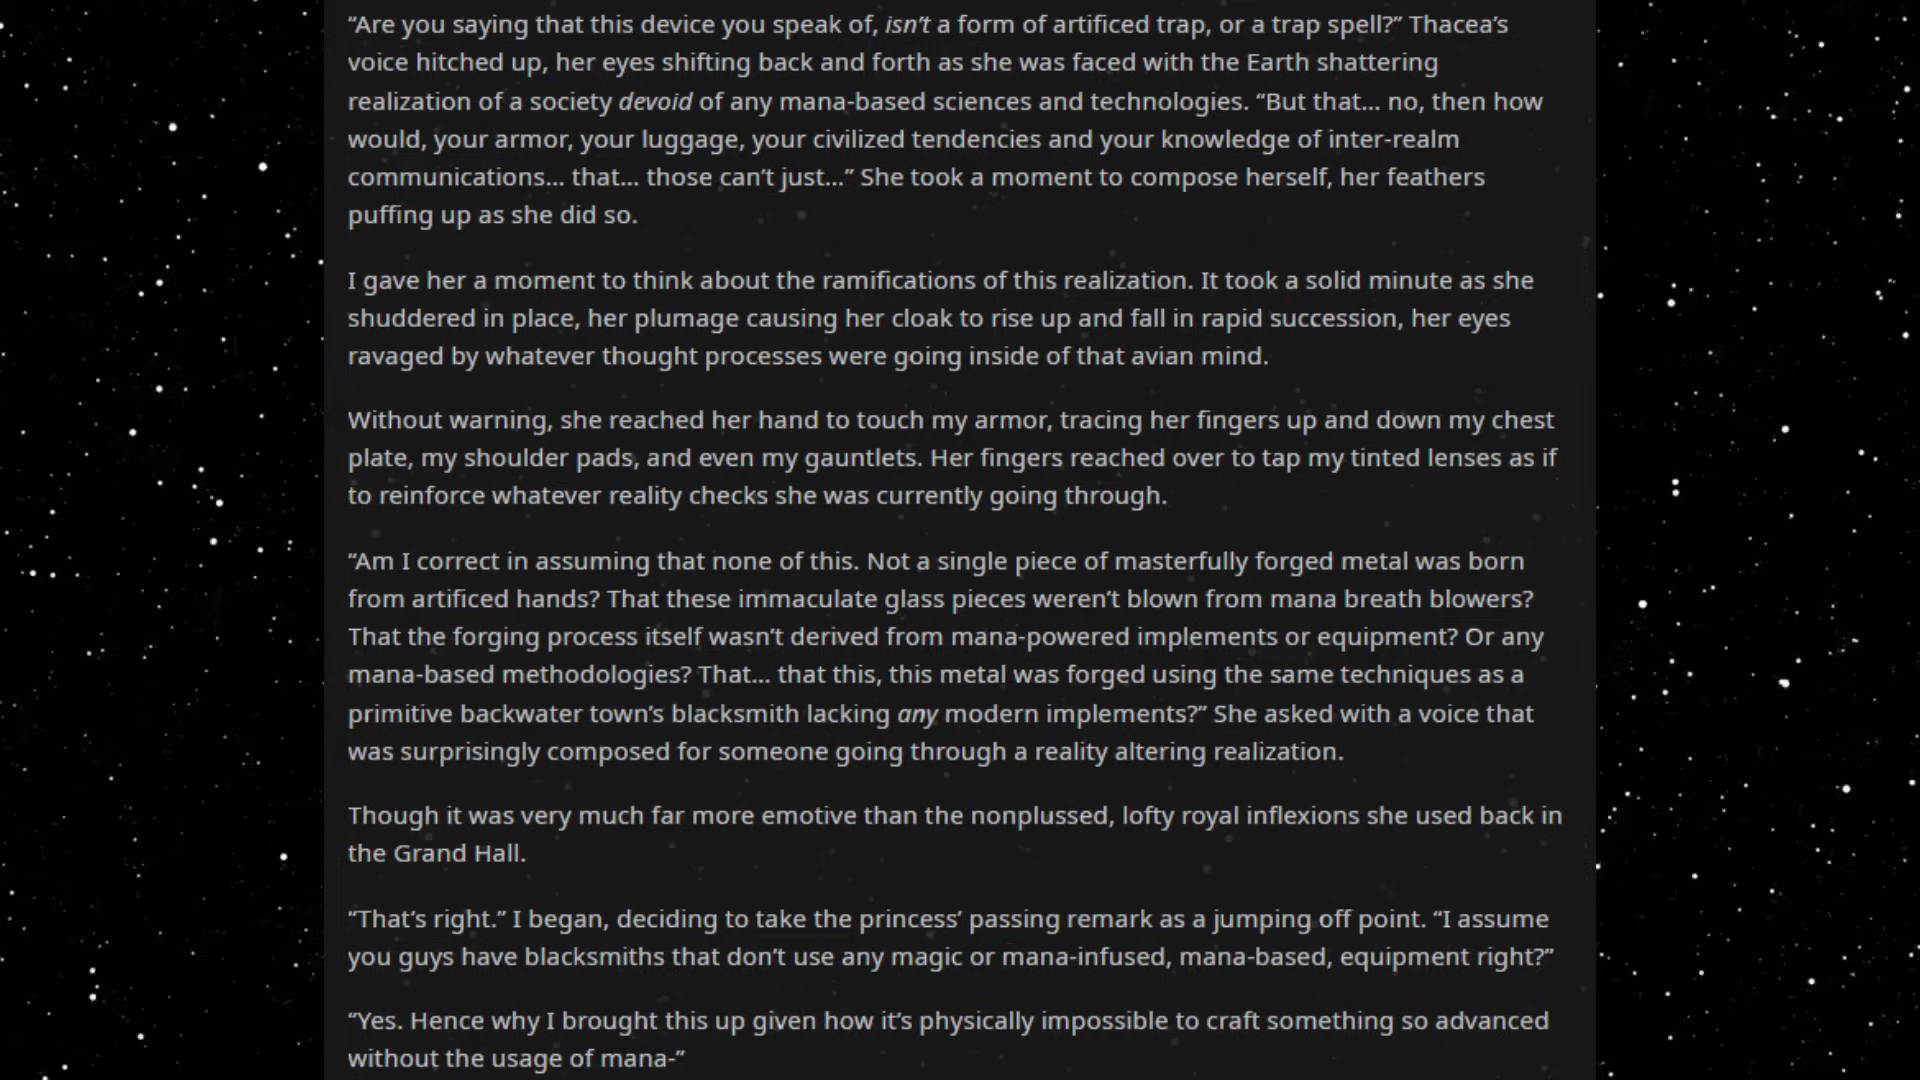 “Are you saying that this device you speak of, isn’t a form of artificed trap, or a trap spell?” Thacea’s
voice hitched up, her eyes shifting back and forth as she was faced with the Earth shattering
realization of a society devoid of any mana-based sciences and technologies. “But that... no, then how
would, your armor, your luggage, your civilized tendencies and your knowledge of inter-realm
communications... that... those can’t just...” She took a moment to compose herself, her feathers
puffing up as she did so.
I gave her a moment to think about the ramifications of this realization. It took a solid minute as she
shuddered in place, her plumage causing her cloak to rise up and fall in rapid succession, her eyes
ravaged by whatever thought processes were going inside of that avian mind.
Without warning, she reached her hand to touch my armor, tracing her fingers up and down my chest
plate, my shoulder pads, and even my gauntlets. Her fingers reached over to tap my tinted lenses as if
to reinforce whatever reality checks she was currently going through.
“Am I correct in assuming that none of this. Not a single piece of masterfully forged metal was born
from artificed hands? That these immaculate glass pieces weren’t blown from mana breath blowers?
That the forging process itself wasn’t derived from mana-powered implements or equipment? Or any
mana-based methodologies? That... that this, this metal was forged using the same techniques as a
primitive backwater town’s blacksmith lacking any modern implements?” She asked with a voice that
was surprisingly composed for someone going through a reality altering realization.
Though it was very much far more emotive than the nonplussed, lofty royal inflexions she used back in
the Grand Hall.
“That’s right.” I began, deciding to take the princess’ passing remark as a jumping off point. “I assume
you guys have blacksmiths that don’t use any magic or mana-infused, mana-based, equipment right?”
“Yes. Hence why I brought this up given how it’s physically impossible to craft something so advanced
without the usage of mana-”